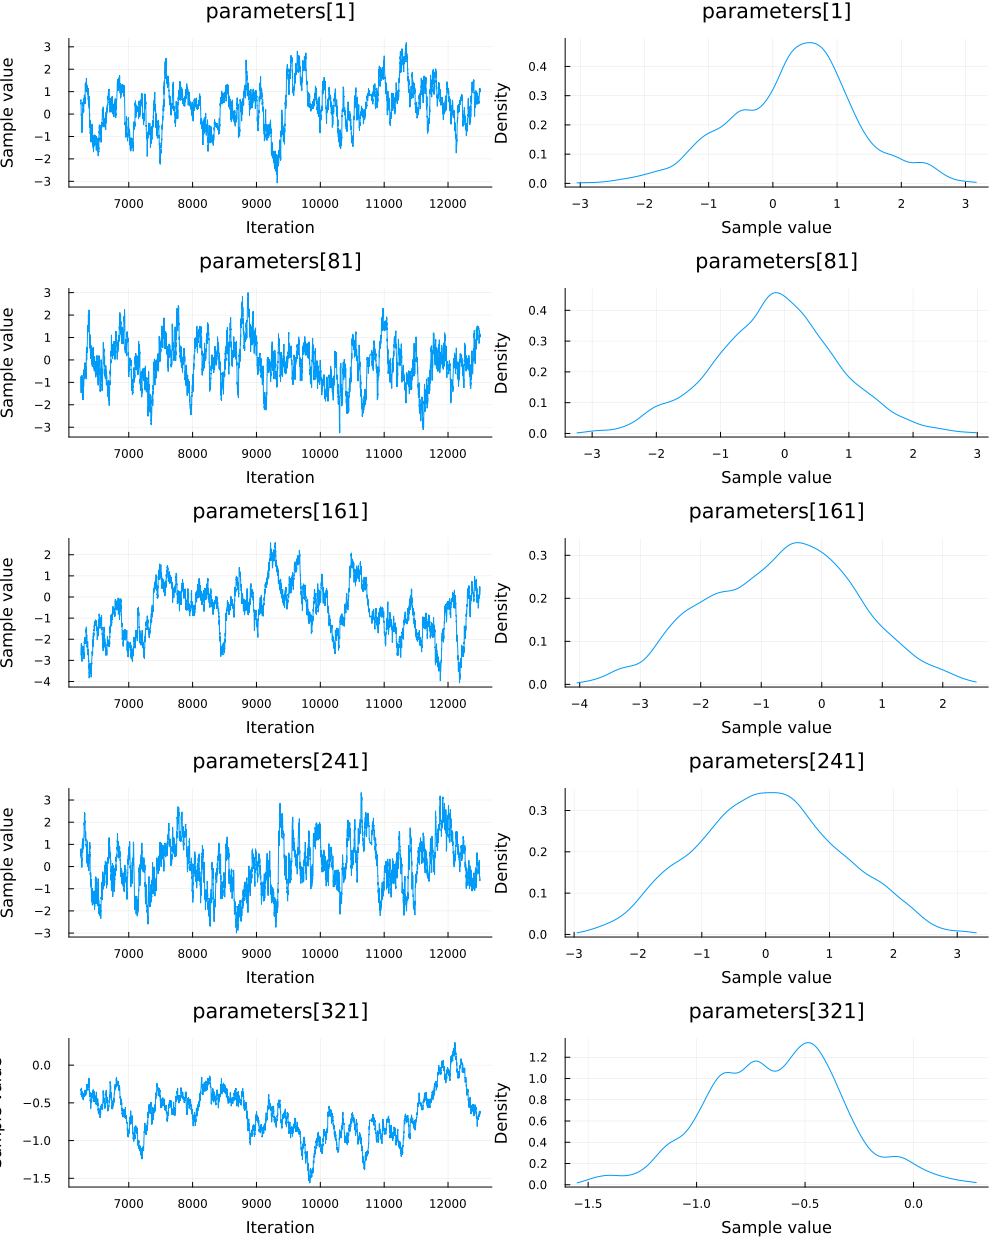 parameters[1]
Sample value
3
2
1
0
−1
−2
−3
7000 8000 9000 10000 11000 12000
Iteration
parameters[1]
Density
0.4
0.3
0.2
0.1
0.0
−3 −2 −1 0 1 2 3
Sample value
parameters[81]
Sample value
3
2
1
0
−1
−2
−3
7000 8000 9000 10000 11000 12000
Iteration
parameters[81]
Density
0.4
0.3
0.2
0.1
0.0
−3 −2 −1 0 1 2 3
Sample value
parameters[161]
Sample value
2
1
0
−1
−2
−3
−4
7000 8000 9000 10000 11000 12000
Iteration
parameters[161]
Density
0.3
0.2
0.1
0.0
−4 −3 −2 −1 0 1 2
Sample value
parameters[241]
Sample value
3
2
1
0
−1
−2
−3
7000 8000 9000 10000 11000 12000
Iteration
parameters[241]
Density
0.3
0.2
0.1
0.0
−3 −2 −1 0 1 2 3
Sample value
parameters[321]
Sample value
0.0
−0.5
−1.0
−1.5
7000 8000 9000 10000 11000 12000
Iteration
parameters[321]
Density
1.2
1.0
0.8
0.6
0.4
0.2
0.0
−1.5 −1.0 −0.5 0.0
Sample value